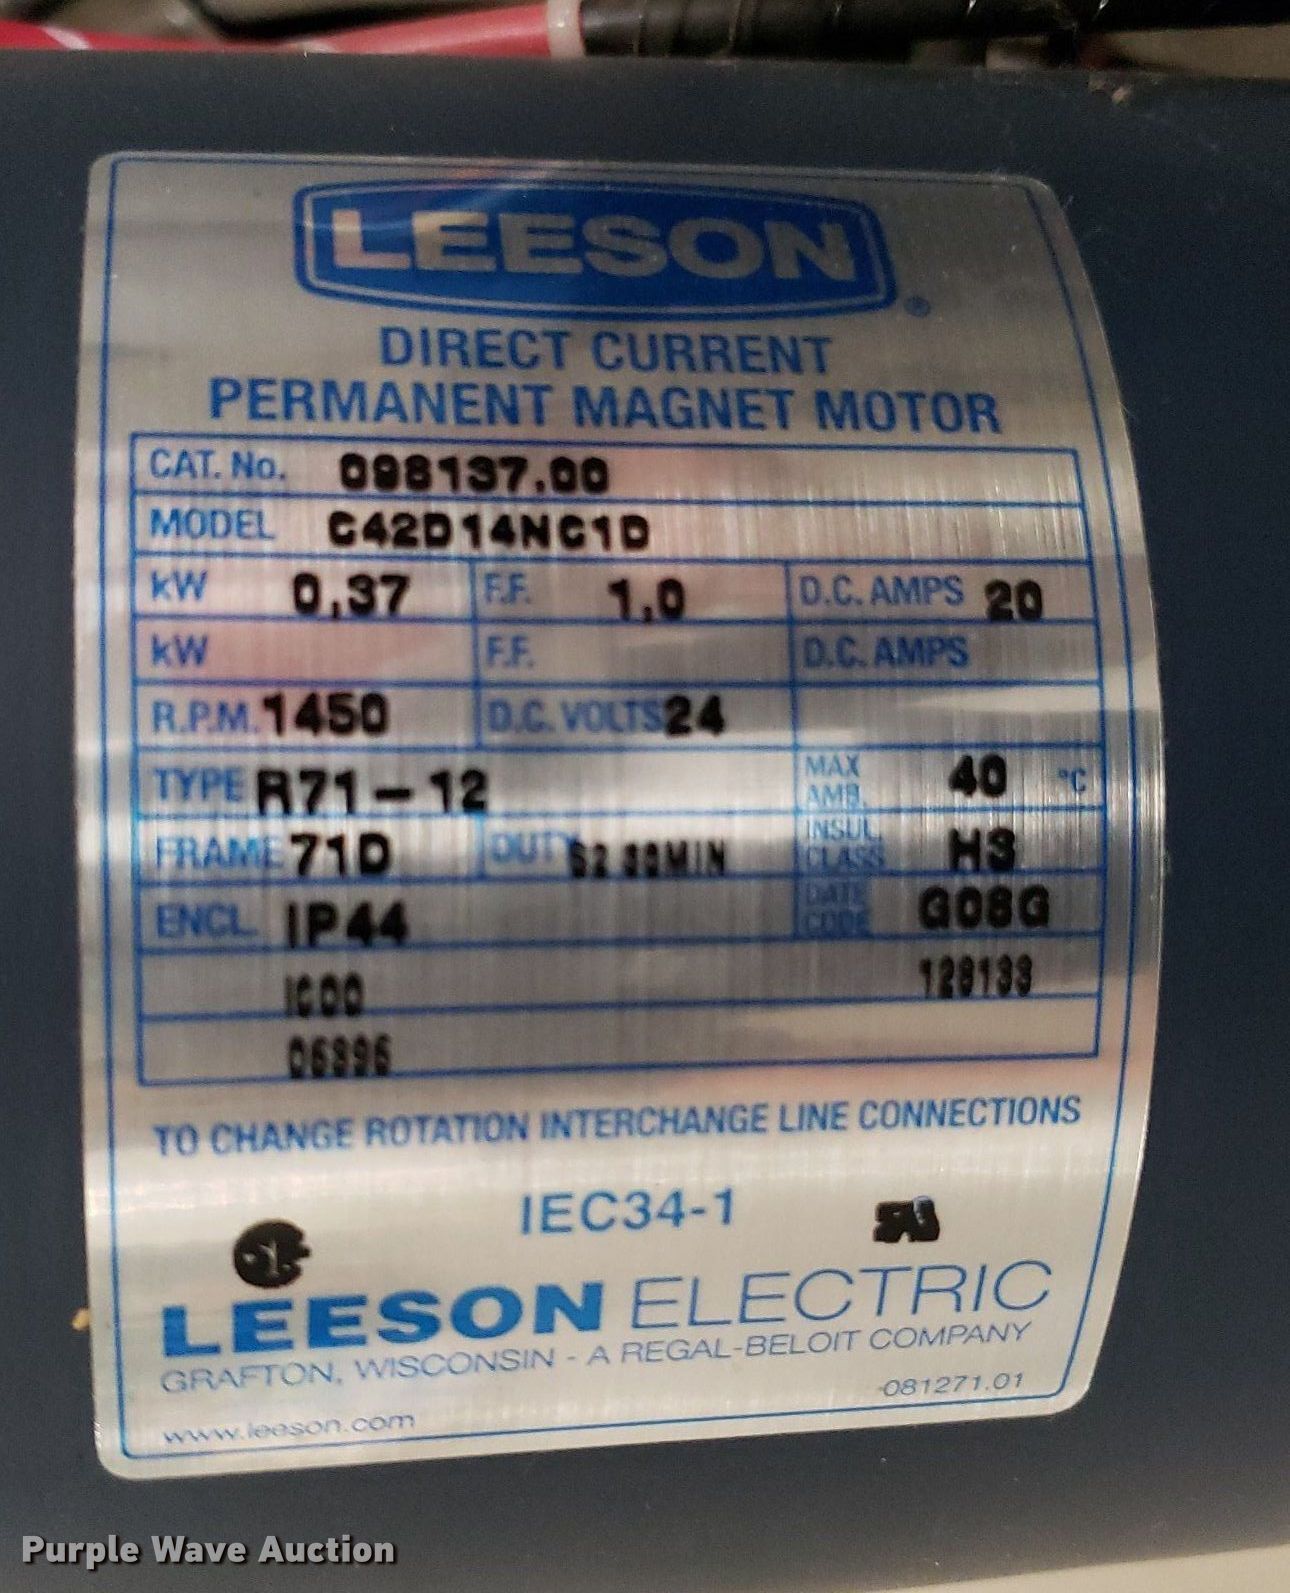 LEESON®
DIRECT CURRENT
PERMANENT MAGNET MOTOR
CAT. No. 098137.00
MODEL C42D14NC1D
kW 0,37 F.F. 1,0 D.C. AMPS 20
kW F.F. D.C. AMPS
R.P.M. 1450 D.C. VOLTS 24
TYPE R71-12 MAX AMB. 40 °C
FRAME 71D DUTY S2 30MIN INSUL CLASS H3
ENCL IP44 DATE CODE G08G
IC00 128133
TO CHANGE ROTATION INTERCHANGE LINE CONNECTIONS
IEC34-1
LEESON ELECTRIC
GRAFTON, WISCONSIN - A REGAL-BELOIT COMPANY
081271.01
www.leeson.com
Purple Wave Auction